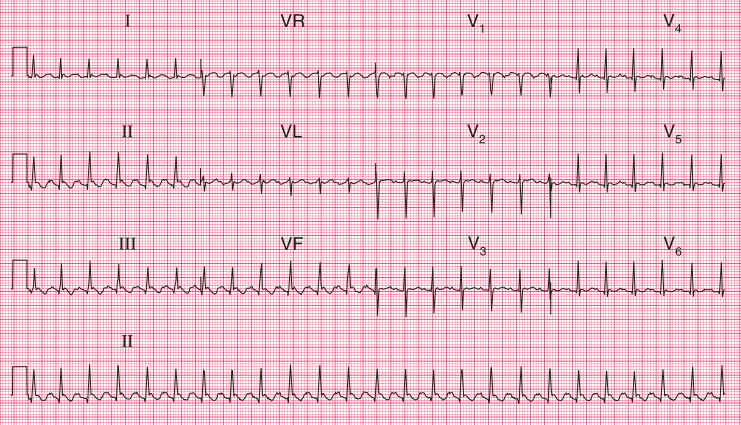 I VR V₁ V₄
II VL V₂ V₅
III VF V₃ V₆
II